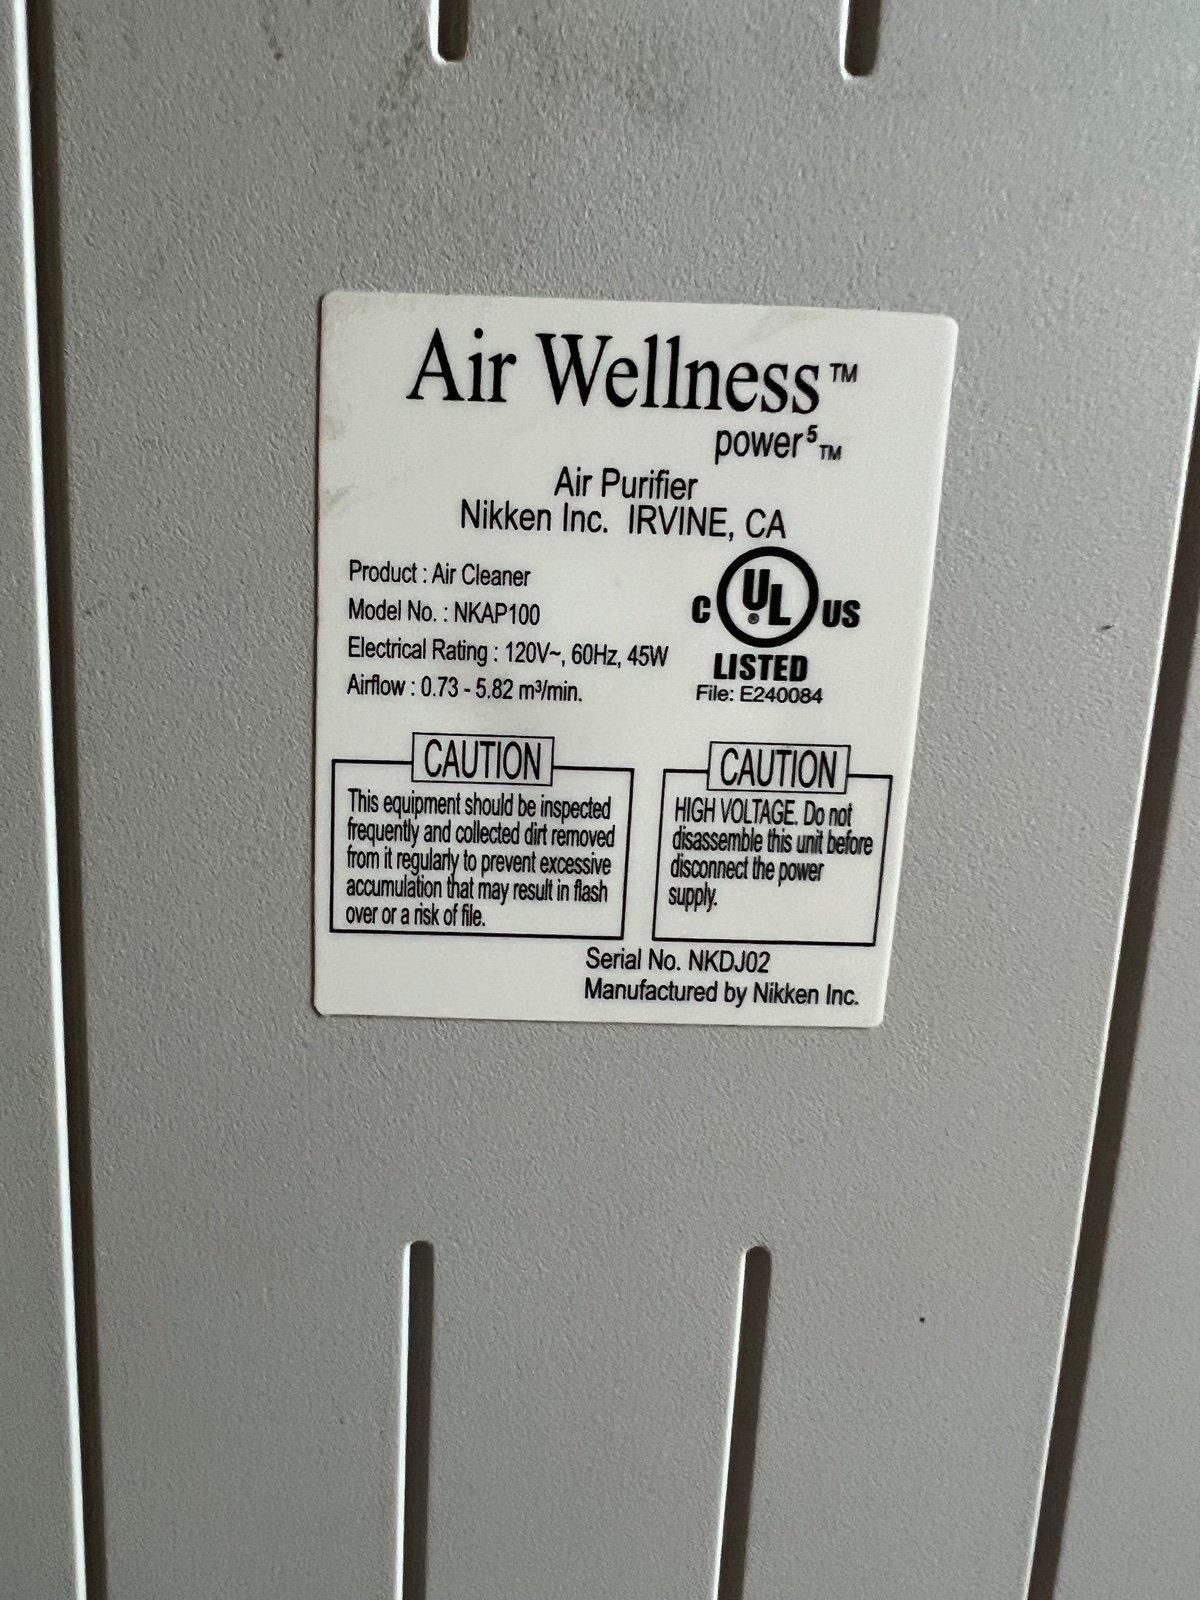 Air Wellness™
power⁵™
Air Purifier
Nikken Inc. IRVINE, CA
Product : Air Cleaner
Model No. : NKAP100
Electrical Rating : 120V~, 60Hz, 45W
Airflow : 0.73 - 5.82 m³/min.
C UL ® US
LISTED
File: E240084
CAUTION
This equipment should be inspected
frequently and collected dirt removed
from it regularly to prevent excessive
accumulation that may result in flash
over or a risk of file.
CAUTION
HIGH VOLTAGE. Do not
disassemble this unit before
disconnect the power
supply.
Serial No. NKDJ02
Manufactured by Nikken Inc.